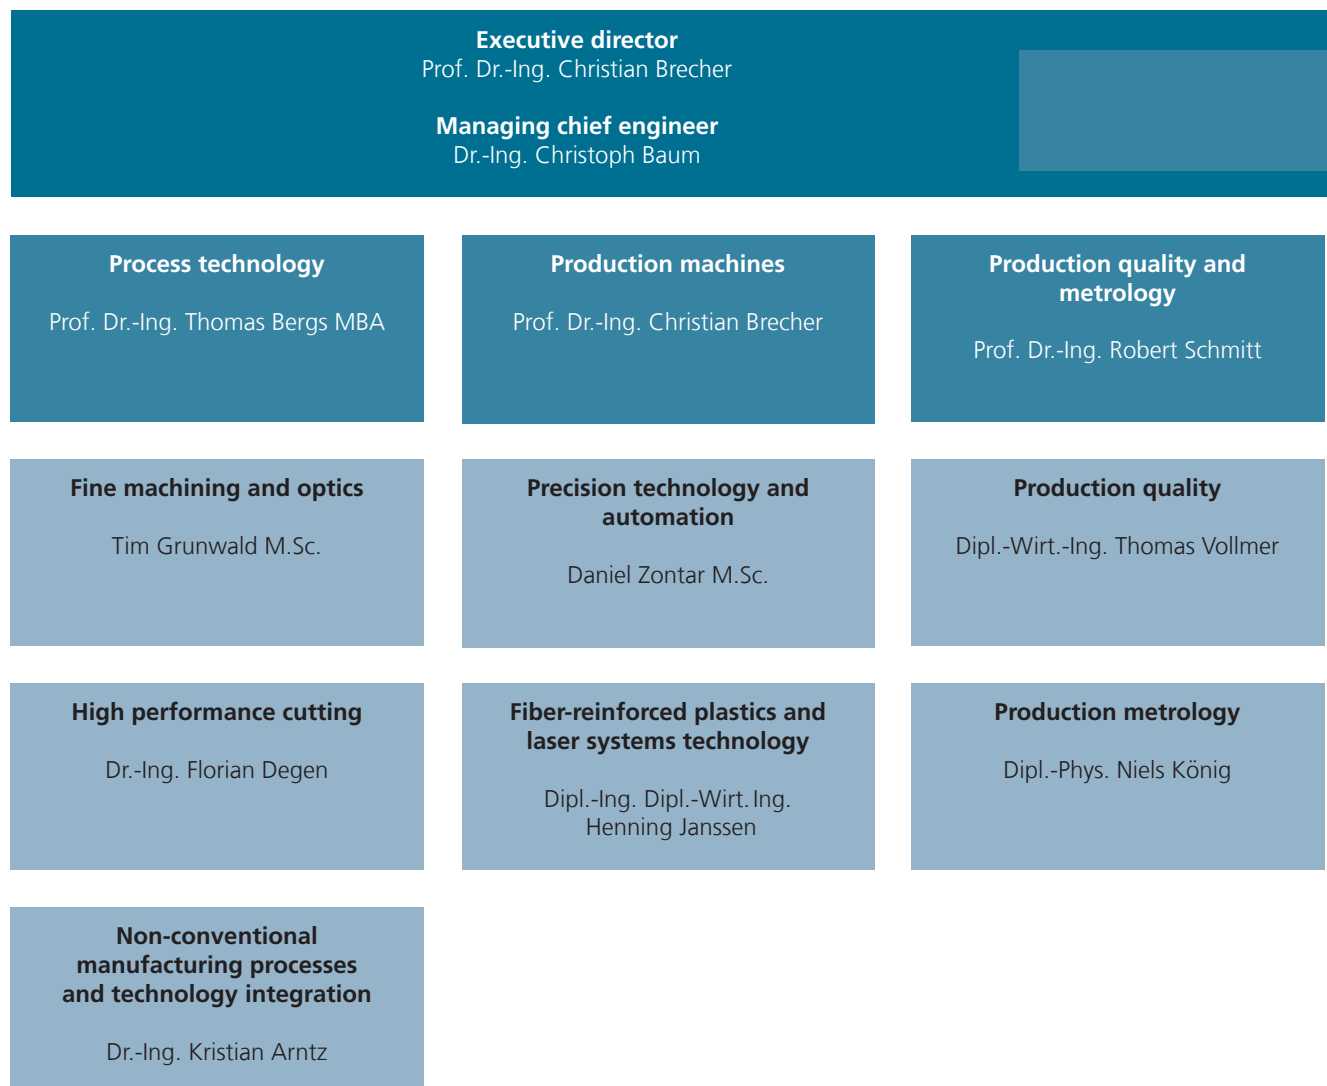 Executive director
Prof. Dr.-Ing. Christian Brecher
Managing chief engineer
Dr.-Ing. Christoph Baum
Process technology
Prof. Dr.-Ing. Thomas Bergs MBA
Production machines
Prof. Dr.-Ing. Christian Brecher
Production quality and
metrology
Prof. Dr.-Ing. Robert Schmitt
Fine machining and optics
Tim Grunwald M.Sc.
Precision technology and
automation
Daniel Zontar M.Sc.
Production quality
Dipl.-Wirt.-Ing. Thomas Vollmer
High performance cutting
Dr.-Ing. Florian Degen
Fiber-reinforced plastics and
laser systems technology
Dipl.-Ing. Dipl.-Wirt. Ing.
Henning Janssen
Production metrology
Dipl.-Phys. Niels König
Non-conventional
manufacturing processes
and technology integration
Dr.-Ing. Kristian Arntz